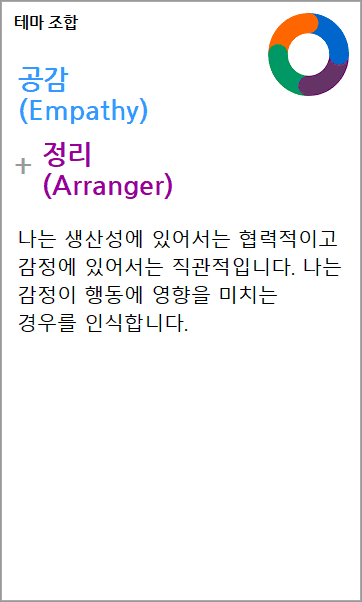 테마 조합
공감
(Empathy)
+ 정리
(Arranger)
나는 생산성에 있어서는 협력적이고
감정에 있어서는 직관적입니다. 나는
감정이 행동에 영향을 미치는
경우를 인식합니다.